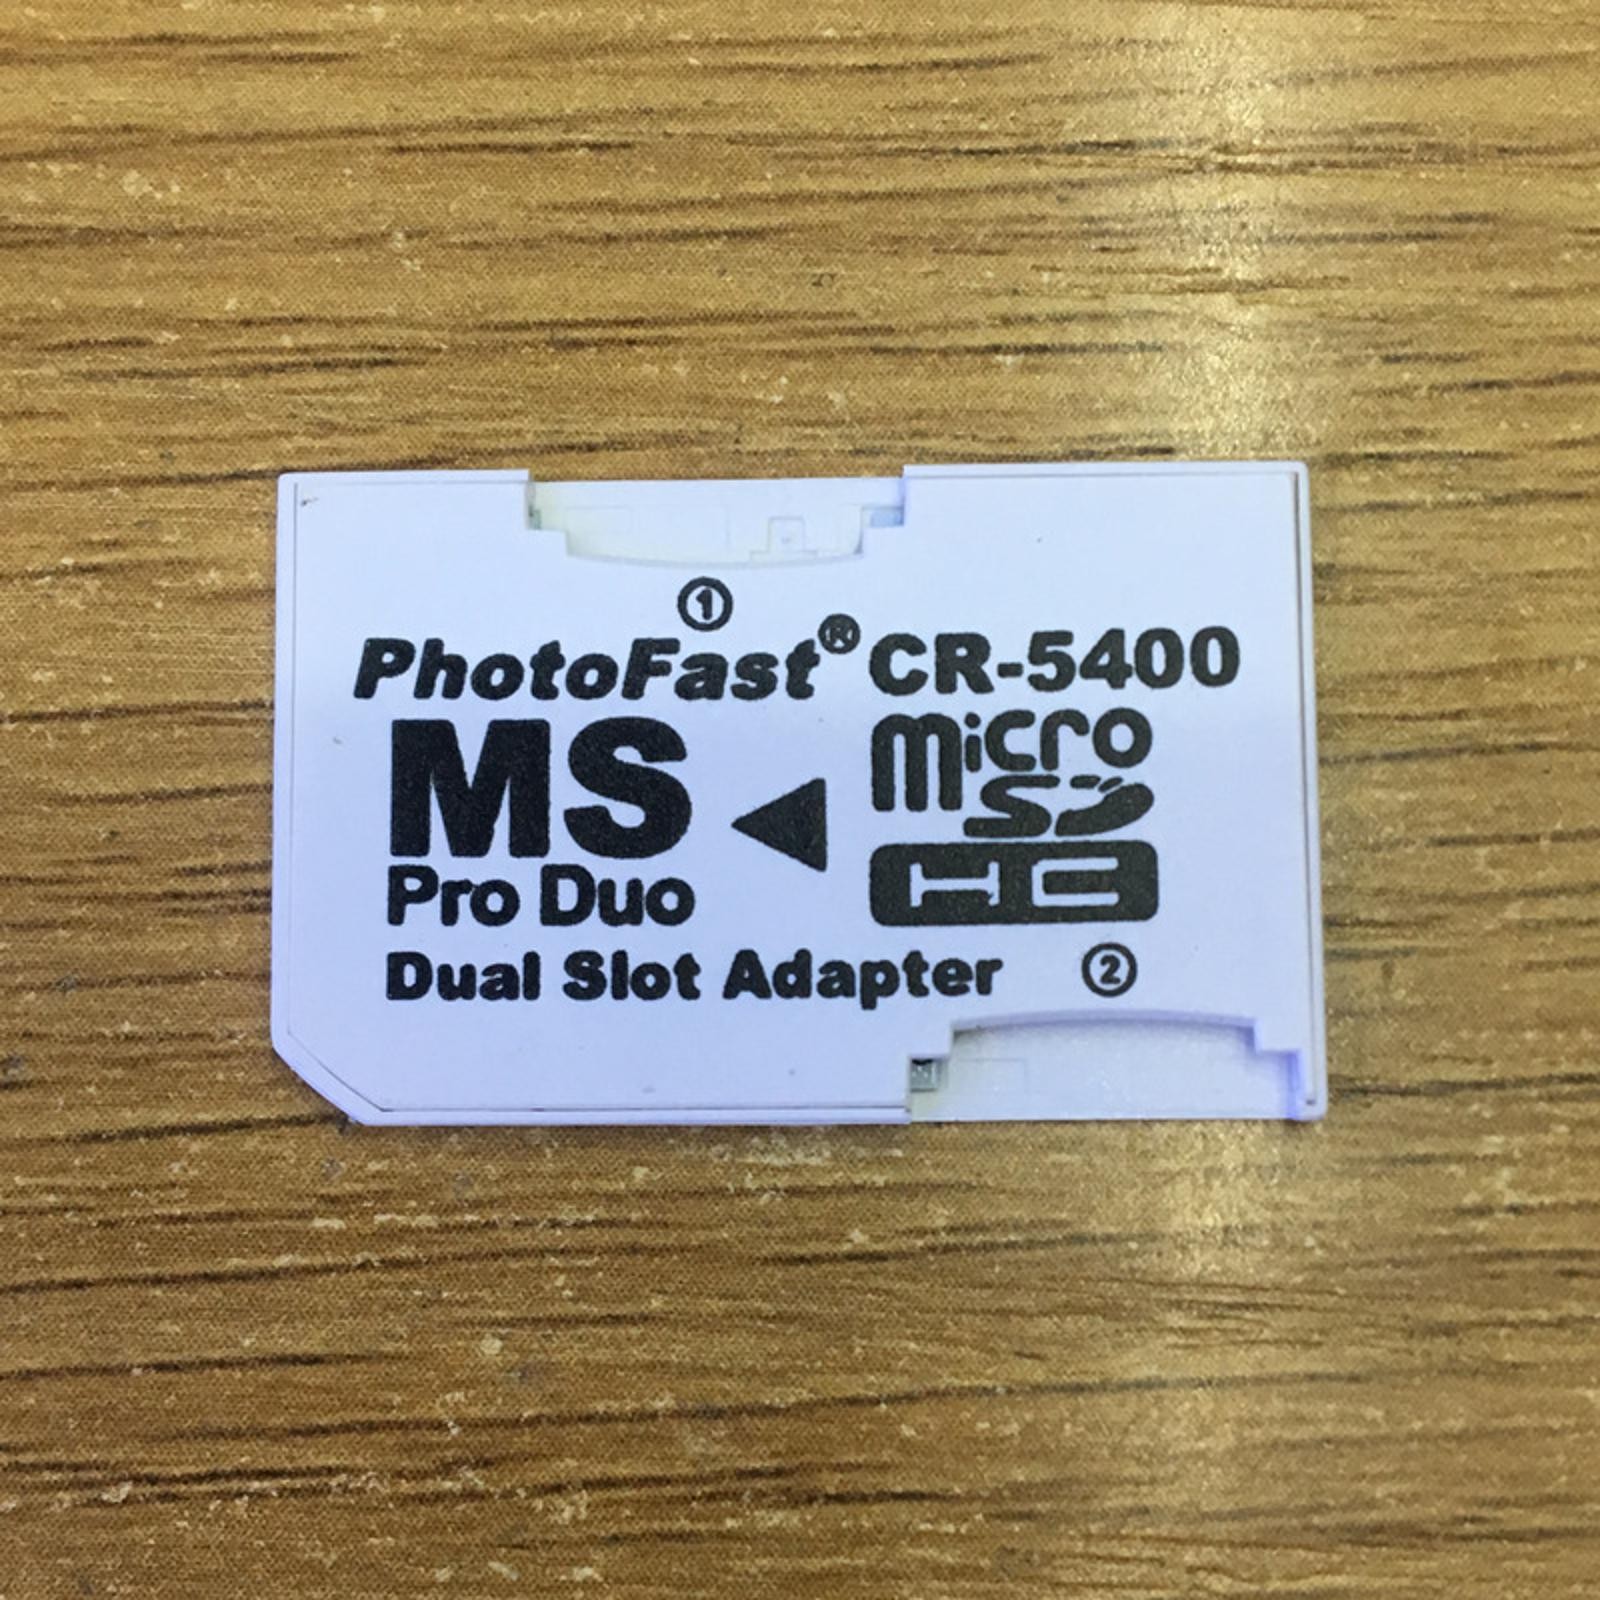 ①
PhotoFast® CR-5400
MS
Pro Duo
◀
micro
SD
HC
Dual Slot Adapter ②